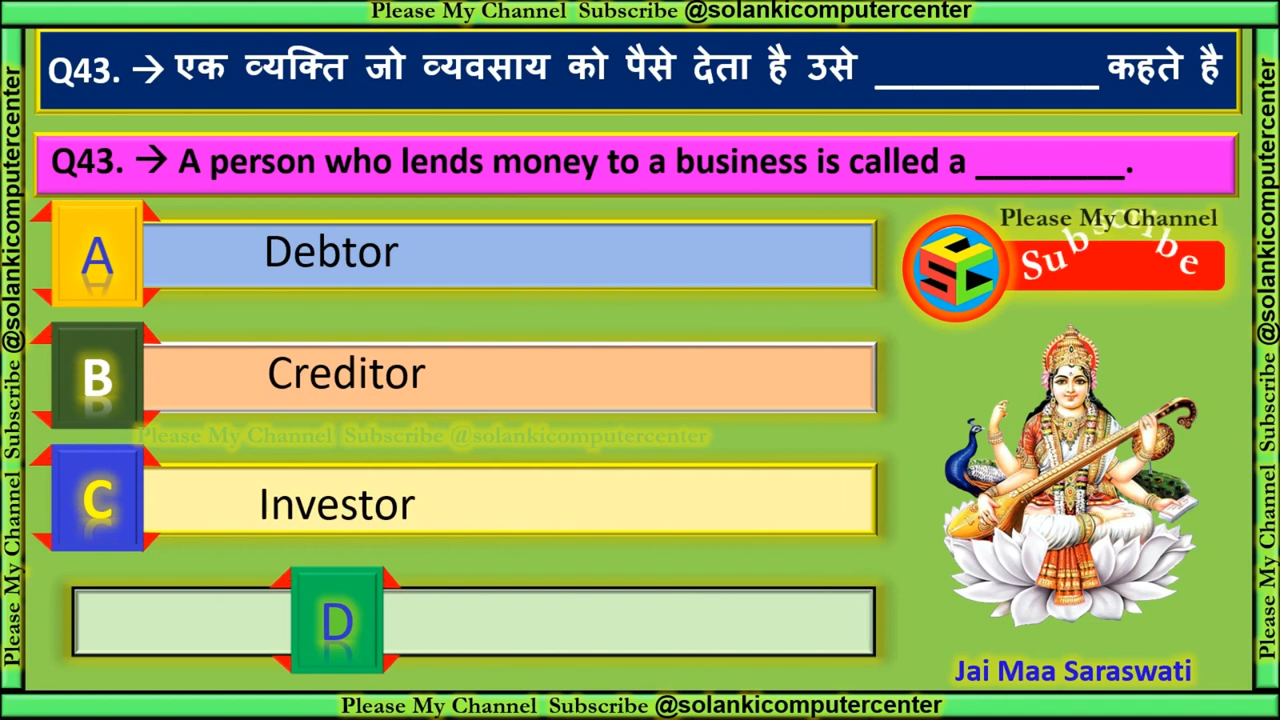 Please My Channel Subscribe @solankicomputercenter
Q43. → एक व्यक्ति जो व्यवसाय को पैसे देता है उसे ____________ कहते है
Q43. → A person who lends money to a business is called a ________.
A Debtor
Please My Channel
Subscribe
B Creditor
Please My Channel Subscribe @solankicomputercenter
C Investor
D
Jai Maa Saraswati
Please My Channel Subscribe @solankicomputercenter
Please My Channel Subscribe @solankicomputercenter
Please My Channel Subscribe @solankicomputercenter
SCC